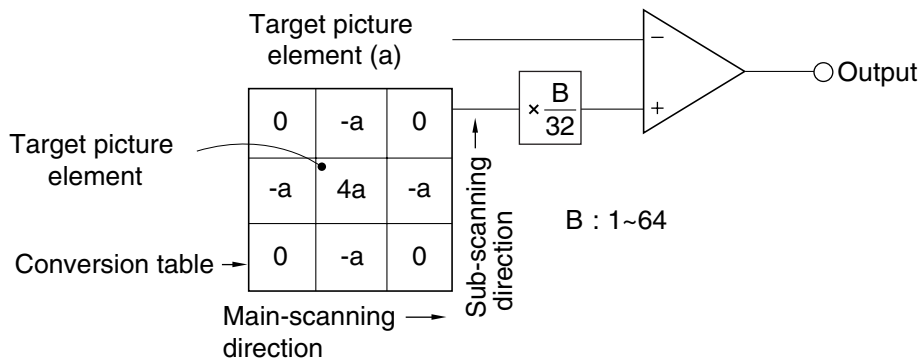 Target picture
element (a)
−
Output
× B/32
+
0 -a 0
Target picture
element
-a 4a -a
Sub-scanning
direction
B : 1~64
0 -a 0
Conversion table
Main-scanning
direction